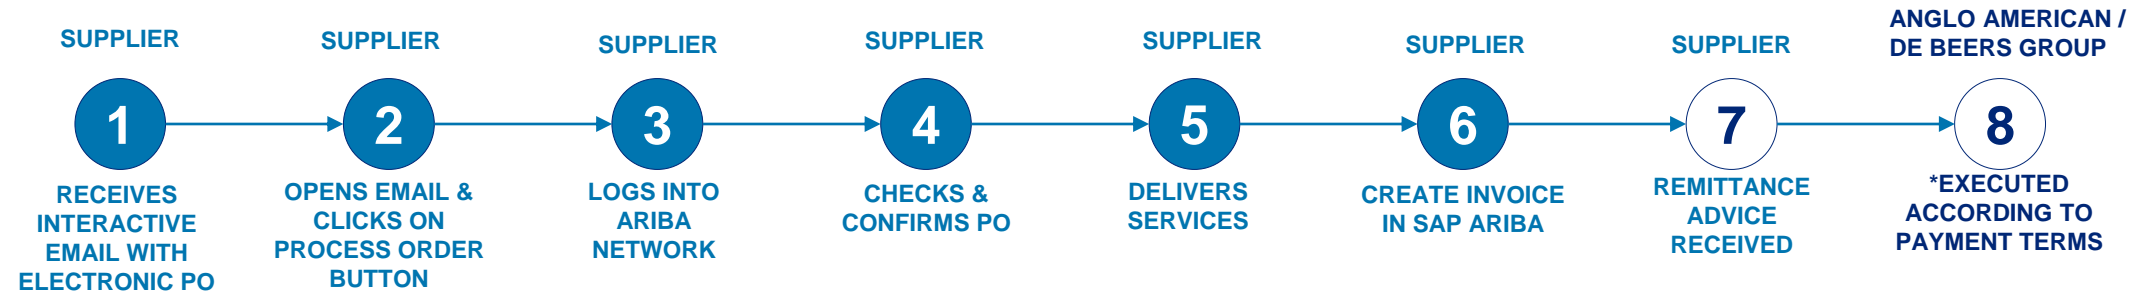 SUPPLIER
1
RECEIVES
INTERACTIVE
EMAIL WITH
ELECTRONIC PO
SUPPLIER
2
OPENS EMAIL &
CLICKS ON
PROCESS ORDER
BUTTON
SUPPLIER
3
LOGS INTO
ARIBA
NETWORK
SUPPLIER
4
CHECKS &
CONFIRMS PO
SUPPLIER
5
DELIVERS
SERVICES
SUPPLIER
6
CREATE INVOICE
IN SAP ARIBA
SUPPLIER
7
REMITTANCE
ADVICE
RECEIVED
ANGLO AMERICAN /
DE BEERS GROUP
8
*EXECUTED
ACCORDING TO
PAYMENT TERMS